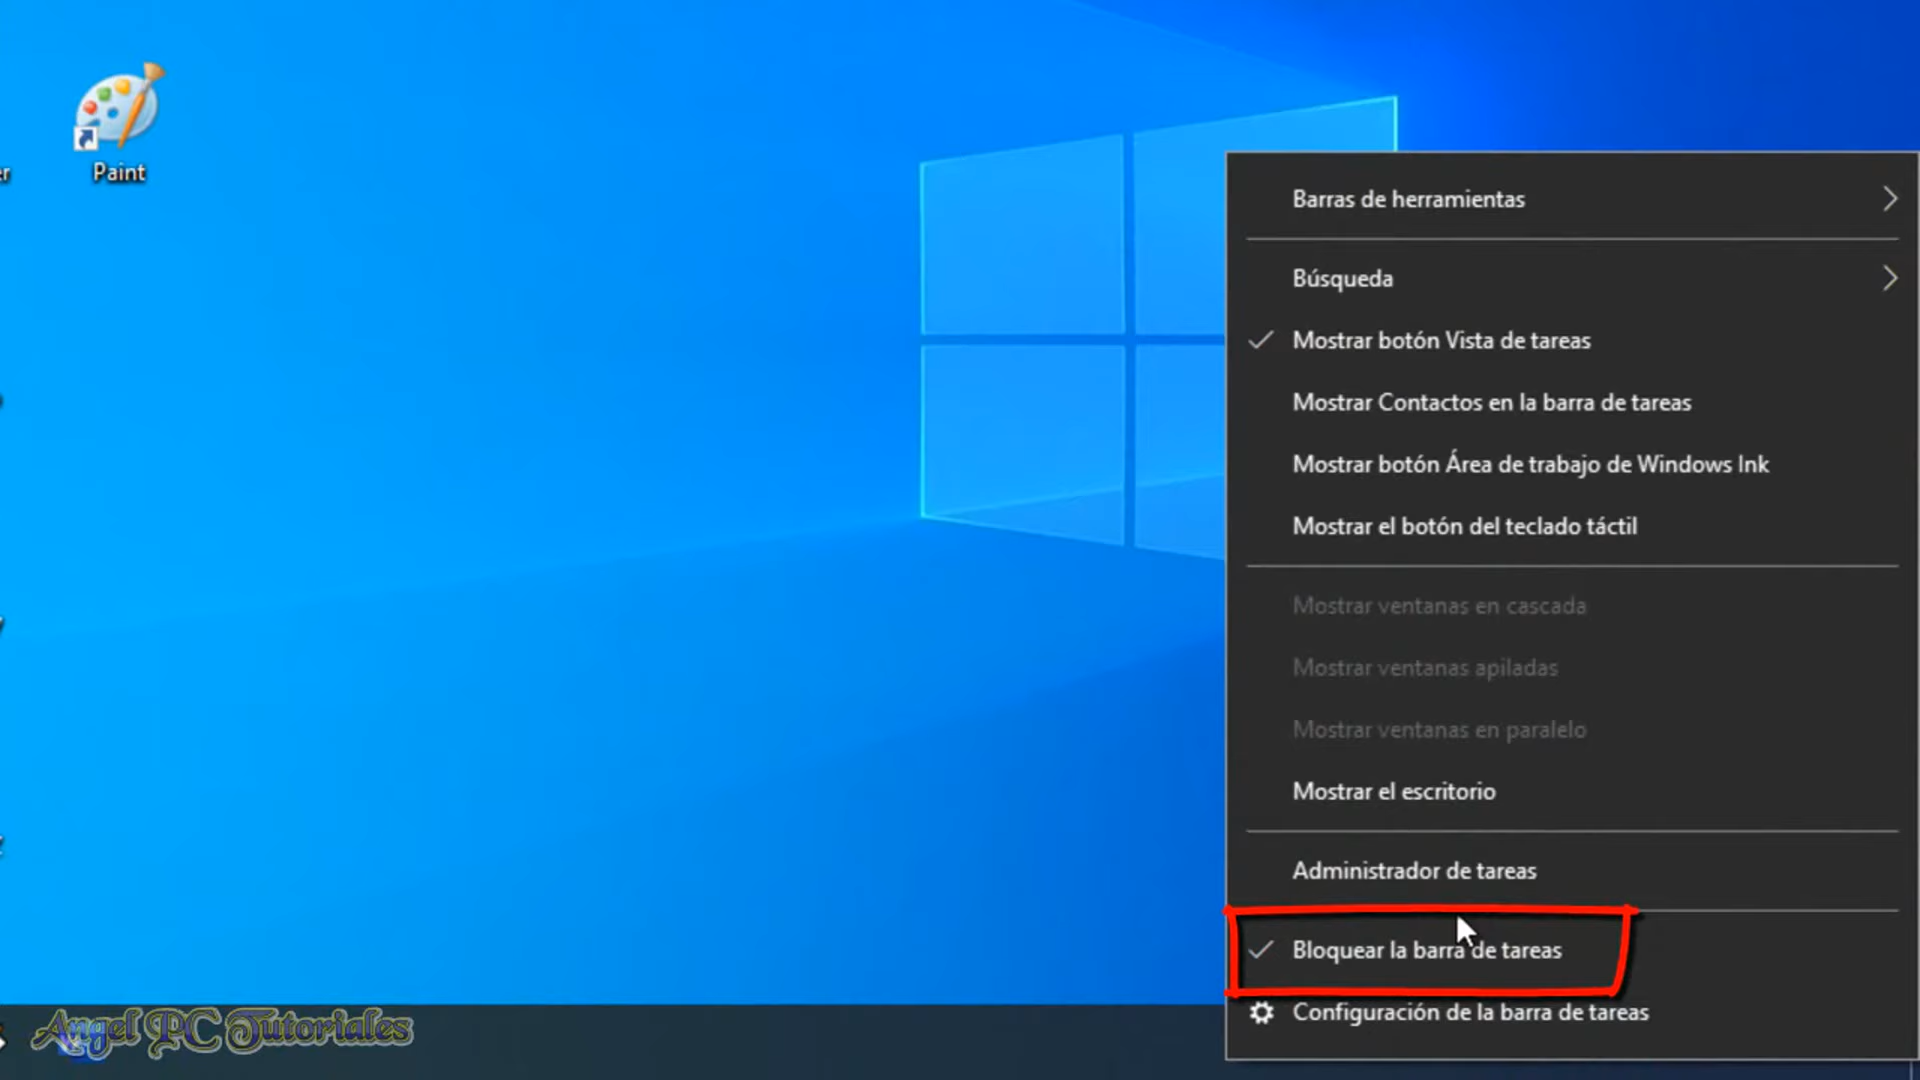 Paint
Barras de herramientas
Búsqueda
Mostrar botón Vista de tareas
Mostrar Contactos en la barra de tareas
Mostrar botón Área de trabajo de Windows Ink
Mostrar el botón del teclado táctil
Mostrar ventanas en cascada
Mostrar ventanas apiladas
Mostrar ventanas en paralelo
Mostrar el escritorio
Administrador de tareas
Bloquear la barra de tareas
Configuración de la barra de tareas
Angel PC Tutoriales